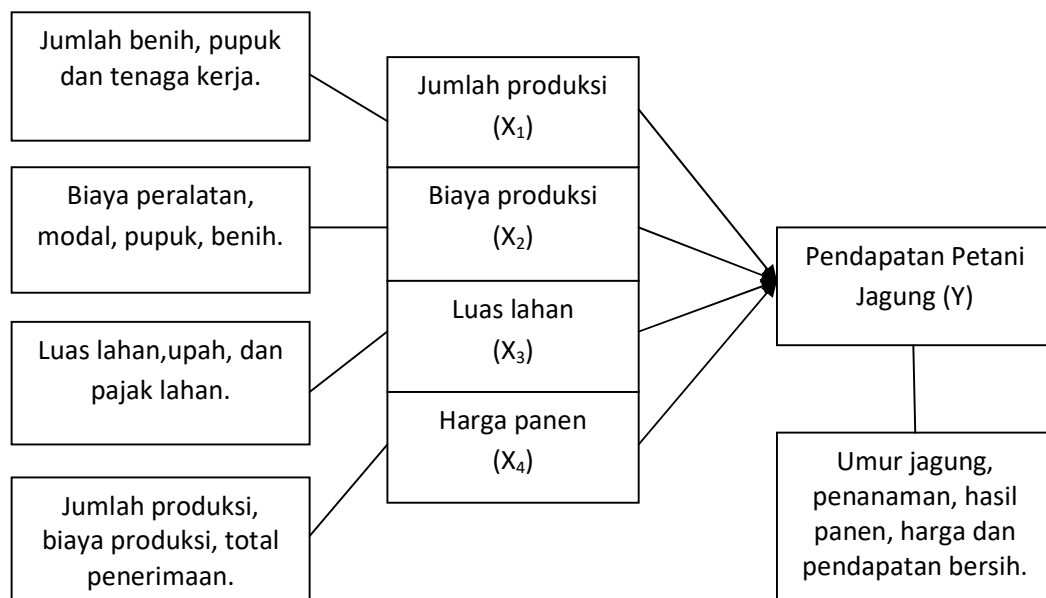 Jumlah benih, pupuk
dan tenaga kerja.
Biaya peralatan,
modal, pupuk, benih.
Luas lahan,upah, dan
pajak lahan.
Jumlah produksi,
biaya produksi, total
penerimaan.
Jumlah produksi
(X₁)
Biaya produksi
(X₂)
Luas lahan
(X₃)
Harga panen
(X₄)
Pendapatan Petani
Jagung (Y)
Umur jagung,
penanaman, hasil
panen, harga dan
pendapatan bersih.